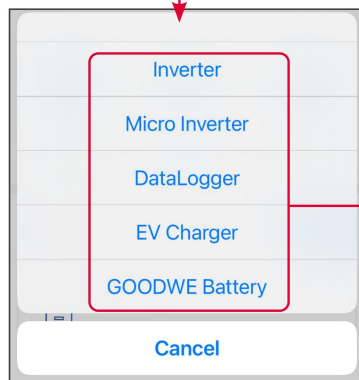 Inverter
Micro Inverter
DataLogger
EV Charger
GOODWE Battery
Cancel